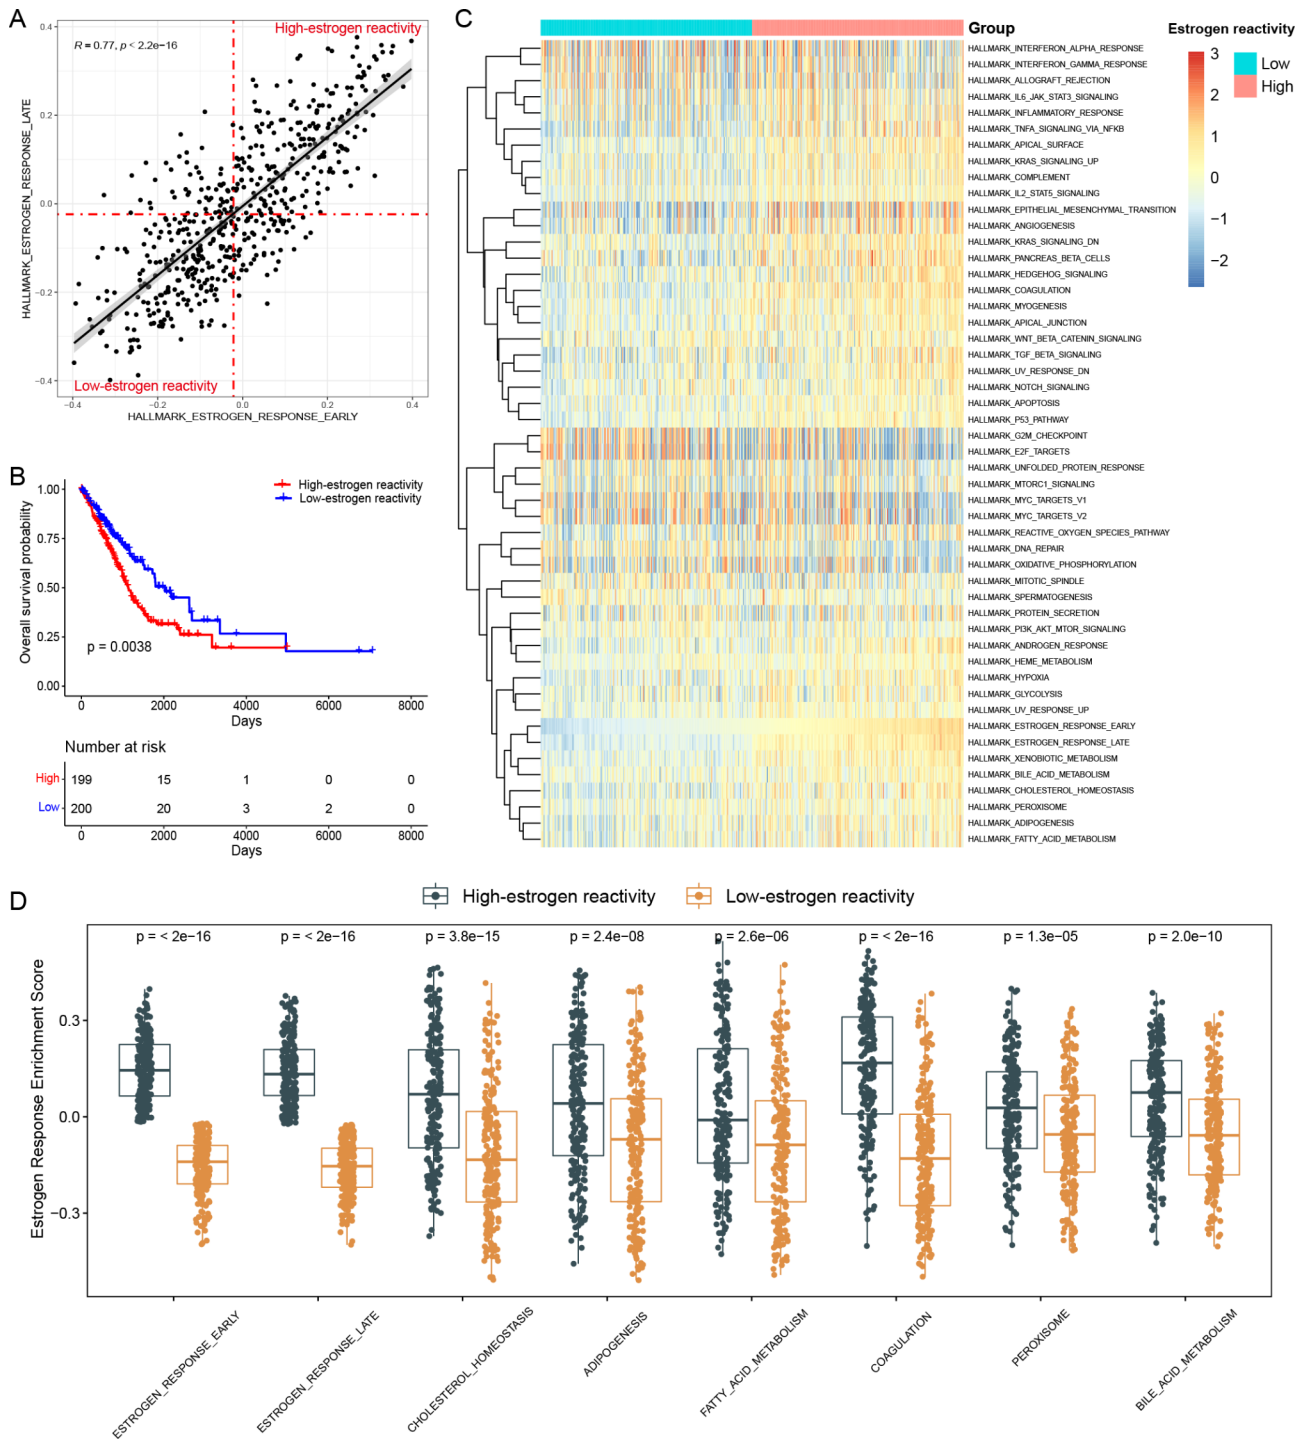 A
High-estrogen reactivity
R = 0.77, p < 2.2e−16
0.4
0.2
0.0
−0.2
−0.4
HALLMARK_ESTROGEN_RESPONSE_LATE
Low-estrogen reactivity
−0.4
−0.2
0.0
0.2
0.4
HALLMARK_ESTROGEN_RESPONSE_EARLY
B
High-estrogen reactivity
Low-estrogen reactivity
1.00
0.75
0.50
0.25
0.00
Overall survival probability
p = 0.0038
0 2000 4000 6000 8000
Days
Number at risk
High 199 15 1 0 0
Low 200 20 3 2 0
0 2000 4000 6000 8000
Days
C
Group
HALLMARK_INTERFERON_ALPHA_RESPONSE
HALLMARK_INTERFERON_GAMMA_RESPONSE
HALLMARK_ALLOGRAFT_REJECTION
HALLMARK_IL6_JAK_STAT3_SIGNALING
HALLMARK_INFLAMMATORY_RESPONSE
HALLMARK_TNFA_SIGNALING_VIA_NFKB
HALLMARK_APICAL_SURFACE
HALLMARK_KRAS_SIGNALING_UP
HALLMARK_COMPLEMENT
HALLMARK_IL2_STAT5_SIGNALING
HALLMARK_EPITHELIAL_MESENCHYMAL_TRANSITION
HALLMARK_ANGIOGENESIS
HALLMARK_KRAS_SIGNALING_DN
HALLMARK_PANCREAS_BETA_CELLS
HALLMARK_HEDGEHOG_SIGNALING
HALLMARK_COAGULATION
HALLMARK_MYOGENESIS
HALLMARK_APICAL_JUNCTION
HALLMARK_WNT_BETA_CATENIN_SIGNALING
HALLMARK_TGF_BETA_SIGNALING
HALLMARK_UV_RESPONSE_DN
HALLMARK_NOTCH_SIGNALING
HALLMARK_APOPTOSIS
HALLMARK_P53_PATHWAY
HALLMARK_G2M_CHECKPOINT
HALLMARK_E2F_TARGETS
HALLMARK_UNFOLDED_PROTEIN_RESPONSE
HALLMARK_MTORC1_SIGNALING
HALLMARK_MYC_TARGETS_V1
HALLMARK_MYC_TARGETS_V2
HALLMARK_REACTIVE_OXYGEN_SPECIES_PATHWAY
HALLMARK_DNA_REPAIR
HALLMARK_OXIDATIVE_PHOSPHORYLATION
HALLMARK_MITOTIC_SPINDLE
HALLMARK_SPERMATOGENESIS
HALLMARK_PROTEIN_SECRETION
HALLMARK_PI3K_AKT_MTOR_SIGNALING
HALLMARK_ANDROGEN_RESPONSE
HALLMARK_HEME_METABOLISM
HALLMARK_HYPOXIA
HALLMARK_GLYCOLYSIS
HALLMARK_UV_RESPONSE_UP
HALLMARK_ESTROGEN_RESPONSE_EARLY
HALLMARK_ESTROGEN_RESPONSE_LATE
HALLMARK_XENOBIOTIC_METABOLISM
HALLMARK_BILE_ACID_METABOLISM
HALLMARK_CHOLESTEROL_HOMEOSTASIS
HALLMARK_PEROXISOME
HALLMARK_ADIPOGENESIS
HALLMARK_FATTY_ACID_METABOLISM
Estrogen reactivity
3
2
1
0
−1
−2
Low
High
D
High-estrogen reactivity
Low-estrogen reactivity
p = < 2e−16
p = < 2e−16
p = 3.8e−15
p = 2.4e−08
p = 2.6e−06
p = < 2e−16
p = 1.3e−05
p = 2.0e−10
0.3
0.0
−0.3
Estrogen Response Enrichment Score
ESTROGEN_RESPONSE_EARLY
ESTROGEN_RESPONSE_LATE
CHOLESTEROL_HOMEOSTASIS
ADIPOGENESIS
FATTY_ACID_METABOLISM
COAGULATION
PEROXISOME
BILE_ACID_METABOLISM